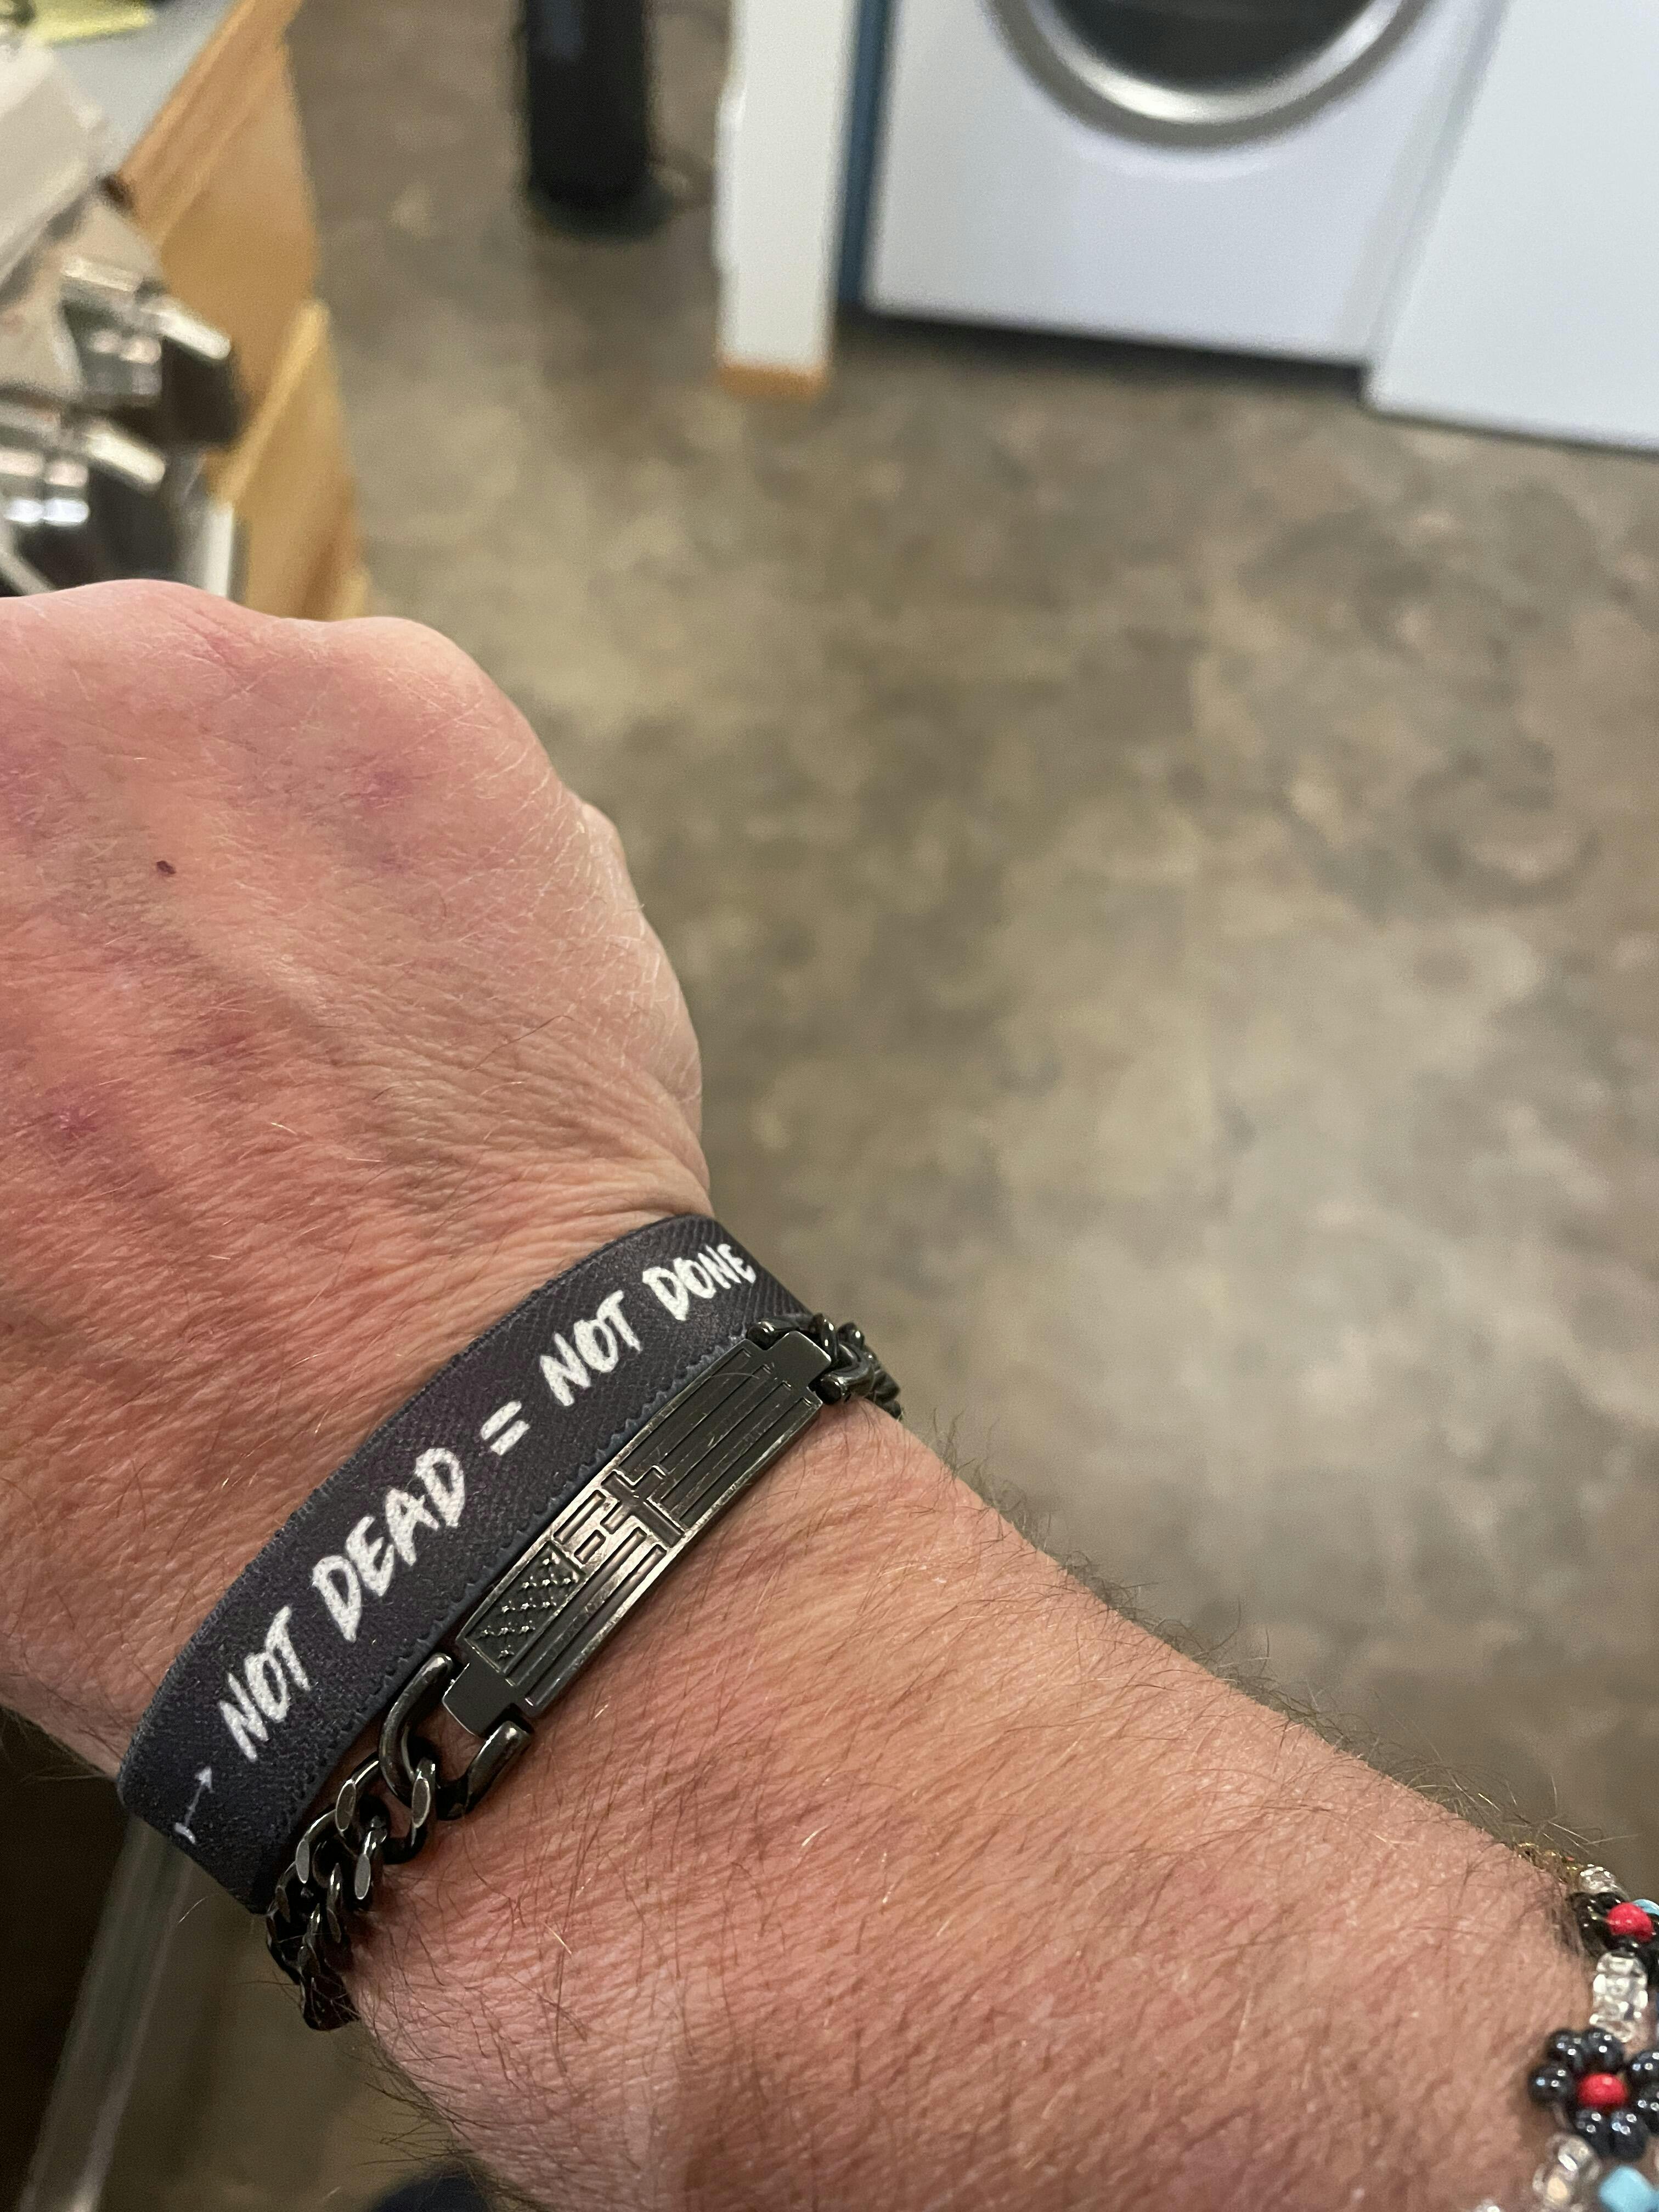 NOT DEAD = NOT DONE